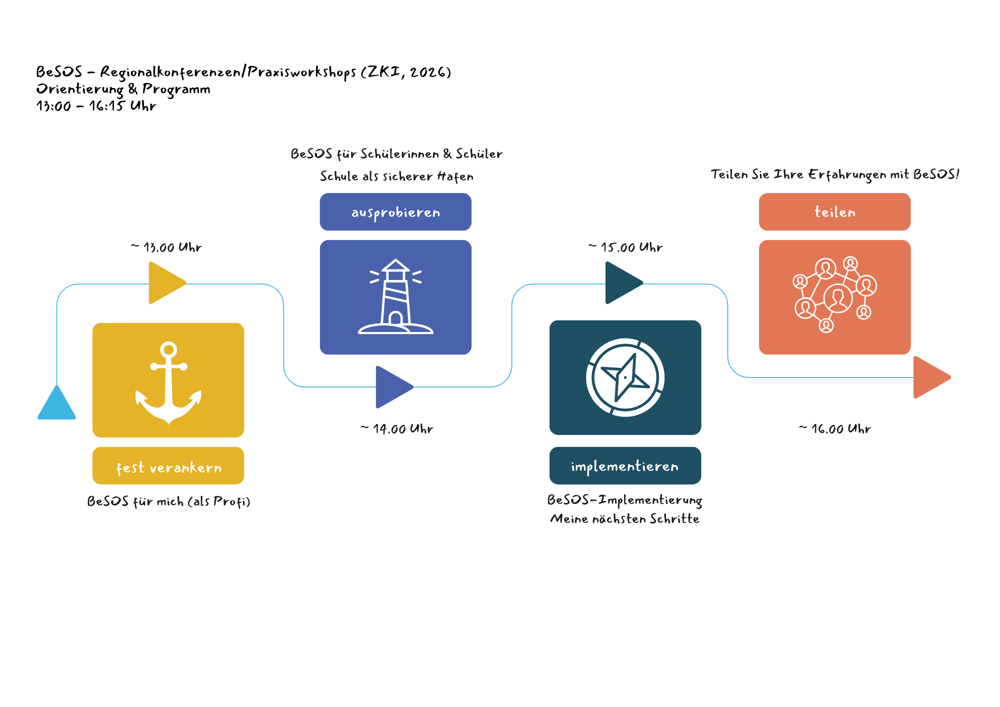 BeSOS – Regionalkonferenzen/Praxisworkshops (ZKI, 2026)
Orientierung & Programm
13:00 – 16:15 Uhr
~ 13.00 Uhr
fest verankern
BeSOS für mich (als Profi)
BeSOS für Schülerinnen & Schüler
Schule als sicherer Hafen
ausprobieren
~ 14.00 Uhr
~ 15.00 Uhr
implementieren
BeSOS-Implementierung
Meine nächsten Schritte
Teilen Sie Ihre Erfahrungen mit BeSOS!
teilen
~ 16.00 Uhr